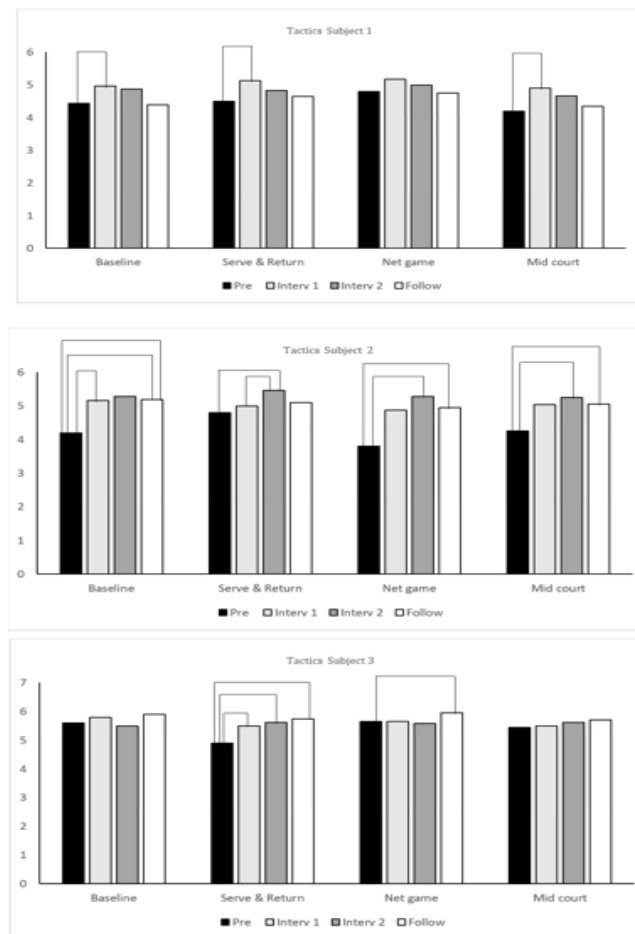 Tactics Subject 1
6
5
4
3
2
1
0
Baseline Serve & Return Net game Mid court
Pre Interv 1 Interv 2 Follow
Tactics Subject 2
6
5
4
3
2
1
0
Baseline Serve & Return Net game Mid court
Pre Interv 1 Interv 2 Follow
Tactics Subject 3
7
6
5
4
3
2
1
0
Baseline Serve & Return Net game Mid court
Pre Interv 1 Interv 2 Follow